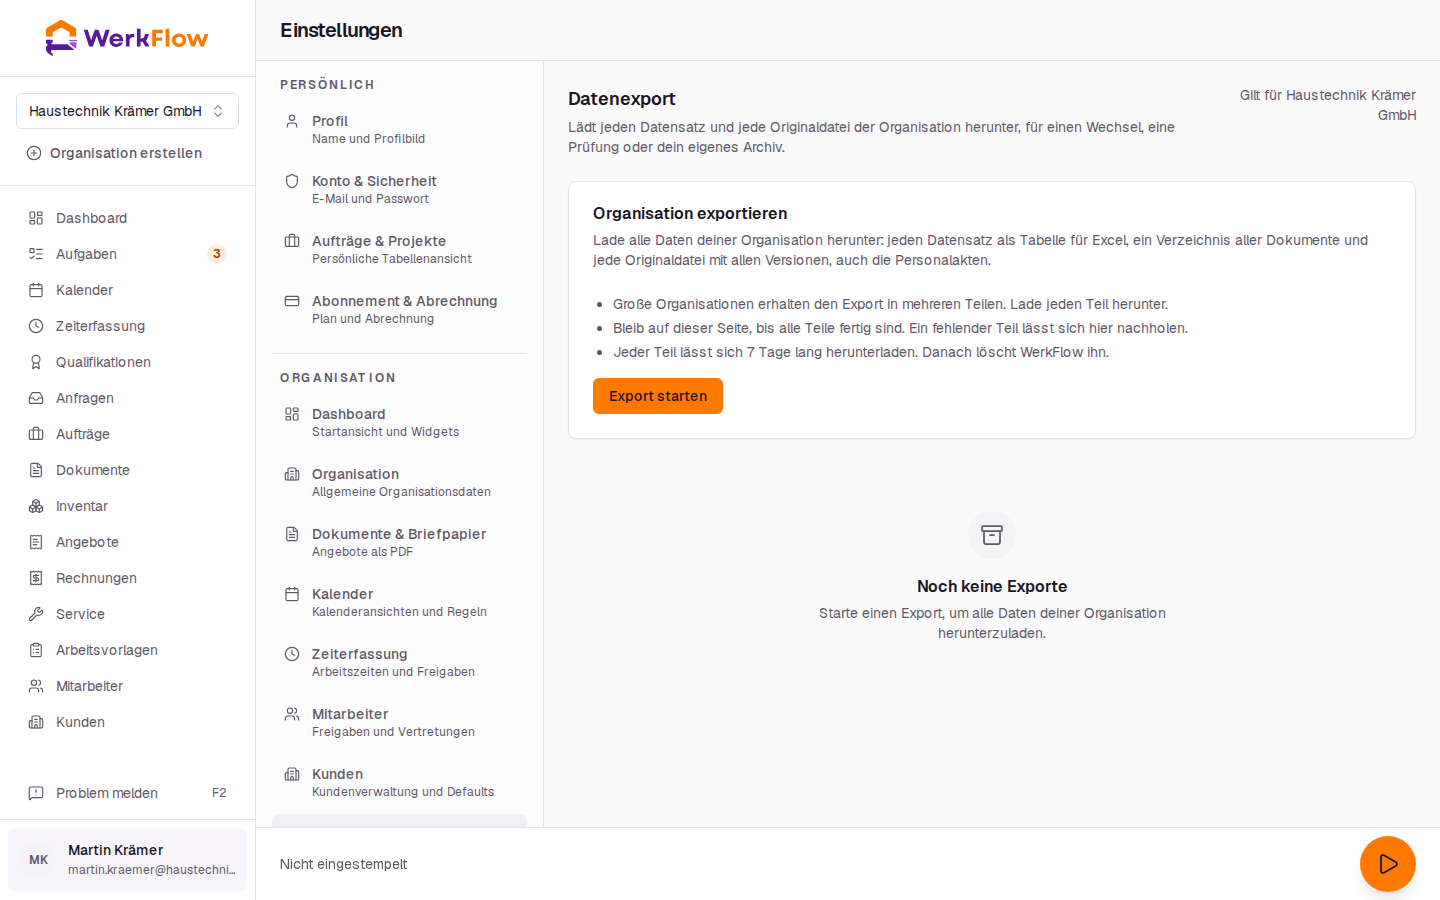 WerkFlow
Haustechnik Krämer GmbH
Organisation erstellen
Dashboard
Aufgaben 3
Kalender
Zeiterfassung
Qualifikationen
Anfragen
Aufträge
Dokumente
Inventar
Angebote
Rechnungen
Service
Arbeitsvorlagen
Mitarbeiter
Kunden
Problem melden F2
MK
Martin Krämer
martin.kraemer@haustechni...
Einstellungen
PERSÖNLICH
Profil
Name und Profilbild
Konto & Sicherheit
E-Mail und Passwort
Aufträge & Projekte
Persönliche Tabellenansicht
Abonnement & Abrechnung
Plan und Abrechnung
ORGANISATION
Dashboard
Startansicht und Widgets
Organisation
Allgemeine Organisationsdaten
Dokumente & Briefpapier
Angebote als PDF
Kalender
Kalenderansichten und Regeln
Zeiterfassung
Arbeitszeiten und Freigaben
Mitarbeiter
Freigaben und Vertretungen
Kunden
Kundenverwaltung und Defaults
Datenexport
Lädt jeden Datensatz und jede Originaldatei der Organisation herunter, für einen Wechsel, eine
Prüfung oder dein eigenes Archiv.
Gilt für Haustechnik Krämer
GmbH
Organisation exportieren
Lade alle Daten deiner Organisation herunter: jeden Datensatz als Tabelle für Excel, ein Verzeichnis aller Dokumente und
jede Originaldatei mit allen Versionen, auch die Personalakten.
• Große Organisationen erhalten den Export in mehreren Teilen. Lade jeden Teil herunter.
• Bleib auf dieser Seite, bis alle Teile fertig sind. Ein fehlender Teil lässt sich hier nachholen.
• Jeder Teil lässt sich 7 Tage lang herunterladen. Danach löscht WerkFlow ihn.
Export starten
Noch keine Exporte
Starte einen Export, um alle Daten deiner Organisation
herunterzuladen.
Nicht eingestempelt